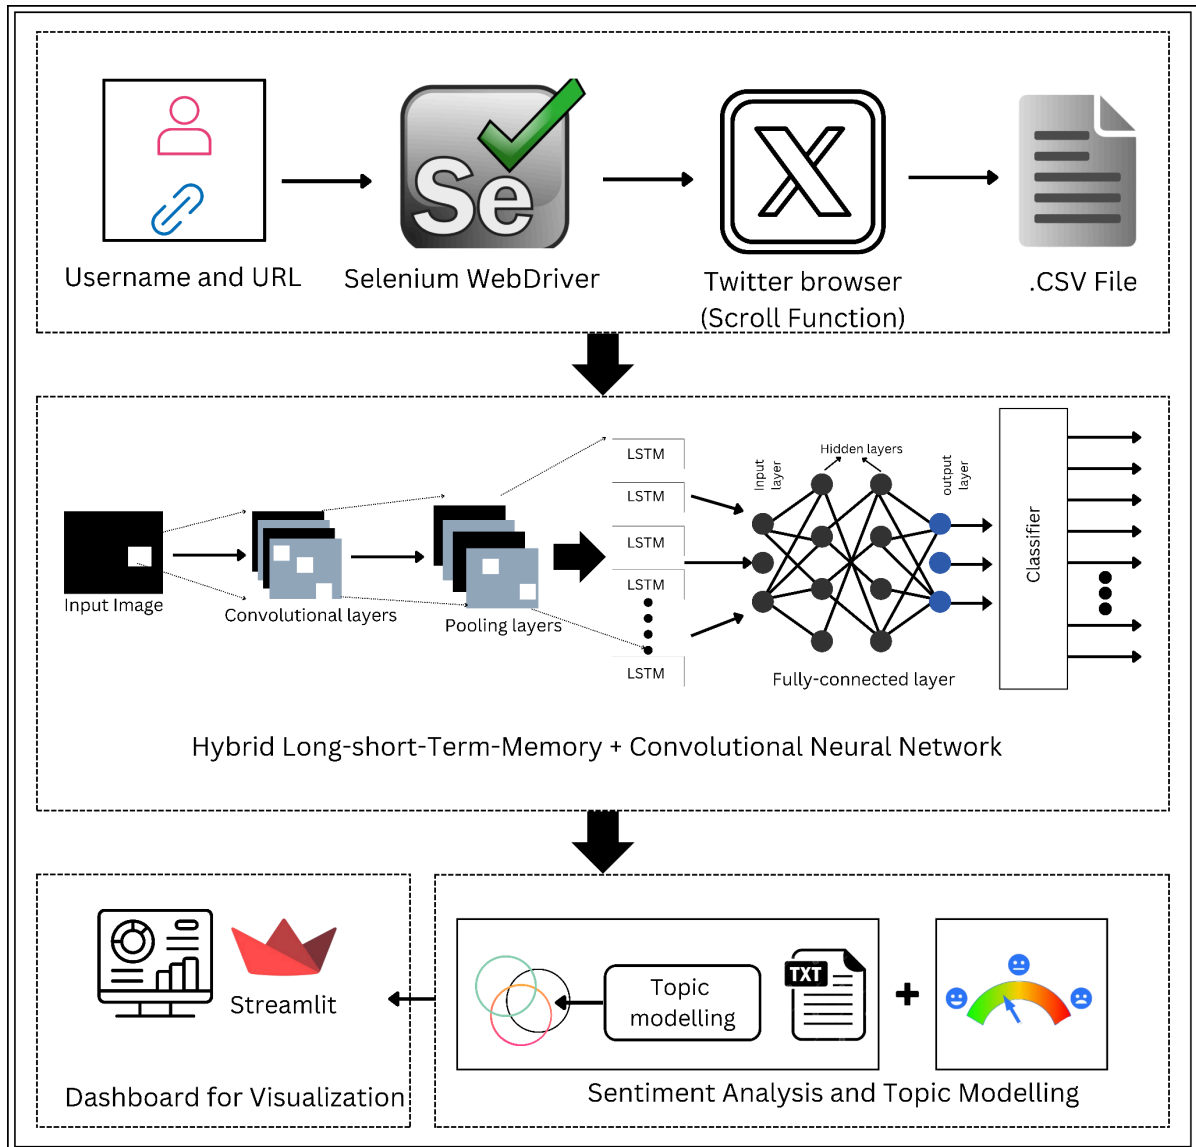 Se
Username and URL
Selenium WebDriver
Twitter browser
(Scroll Function)
.CSV File
Input Image
Convolutional layers
Pooling layers
LSTM
LSTM
LSTM
LSTM
LSTM
Input
layer
Hidden layers
output
layer
Fully-connected layer
Classifier
Hybrid Long-short-Term-Memory + Convolutional Neural Network
Streamlit
Dashboard for Visualization
Topic
modelling
TXT
+
Sentiment Analysis and Topic Modelling